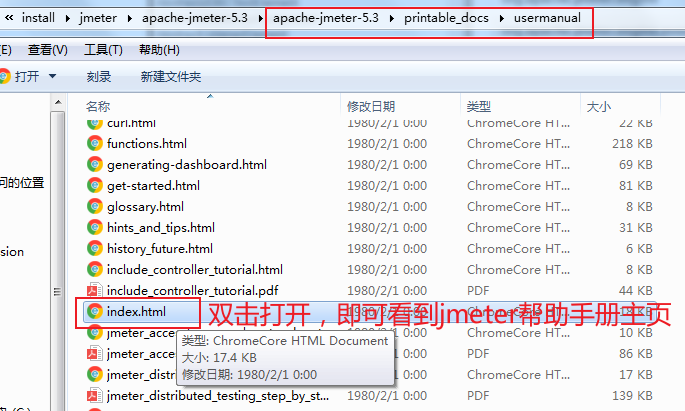 « install ▸ jmeter ▸ apache-jmeter-5.3 ▸ apache-jmeter-5.3 ▸ printable_docs ▸ usermanual
(E) 查看(V) 工具(T) 帮助(H)
打开 刻录 新建文件夹
名称 修改日期 类型 大小
curl.html 1980/2/1 0:00 ChromeCore HT... 22 KB
functions.html 1980/2/1 0:00 ChromeCore HT... 218 KB
generating-dashboard.html 1980/2/1 0:00 ChromeCore HT... 69 KB
问的位置 get-started.html 1980/2/1 0:00 ChromeCore HT... 81 KB
glossary.html 1980/2/1 0:00 ChromeCore HT... 8 KB
hints_and_tips.html 1980/2/1 0:00 ChromeCore HT... 31 KB
sion history_future.html 1980/2/1 0:00 ChromeCore HT... 6 KB
include_controller_tutorial.html 1980/2/1 0:00 ChromeCore HT... 8 KB
include_controller_tutorial.pdf 1980/2/1 0:00 PDF 44 KB
index.html 双击打开，即可看到jmeter帮助手册主页 18 KB
jmeter_acce 1980/2/1 0:00 ChromeCore HT... 10 KB
类型: ChromeCore HTML Document
jmeter_acce PDF 86 KB
大小: 17.4 KB
jmeter_distr ChromeCore HT... 17 KB
修改日期: 1980/2/1 0:00
jmeter_distributed_testing_step_by_st... 1980/2/1 0:00 PDF 139 KB